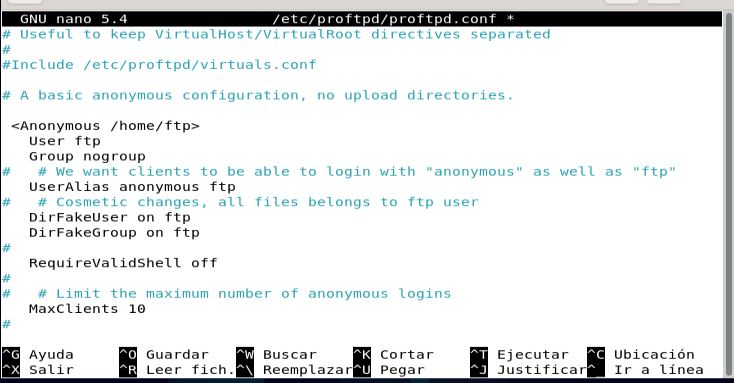 GNU nano 5.4 /etc/proftpd/proftpd.conf *
# Useful to keep VirtualHost/VirtualRoot directives separated
#
#Include /etc/proftpd/virtuals.conf
# A basic anonymous configuration, no upload directories.
<Anonymous /home/ftp>
User ftp
Group nogroup
# # We want clients to be able to login with "anonymous" as well as "ftp"
UserAlias anonymous ftp
# # Cosmetic changes, all files belongs to ftp user
DirFakeUser on ftp
DirFakeGroup on ftp
#
RequireValidShell off
#
# # Limit the maximum number of anonymous logins
MaxClients 10
#
^G Ayuda ^O Guardar ^W Buscar ^K Cortar ^T Ejecutar ^C Ubicación
^X Salir ^R Leer fich. ^\ Reemplazar ^U Pegar ^J Justificar ^_ Ir a línea